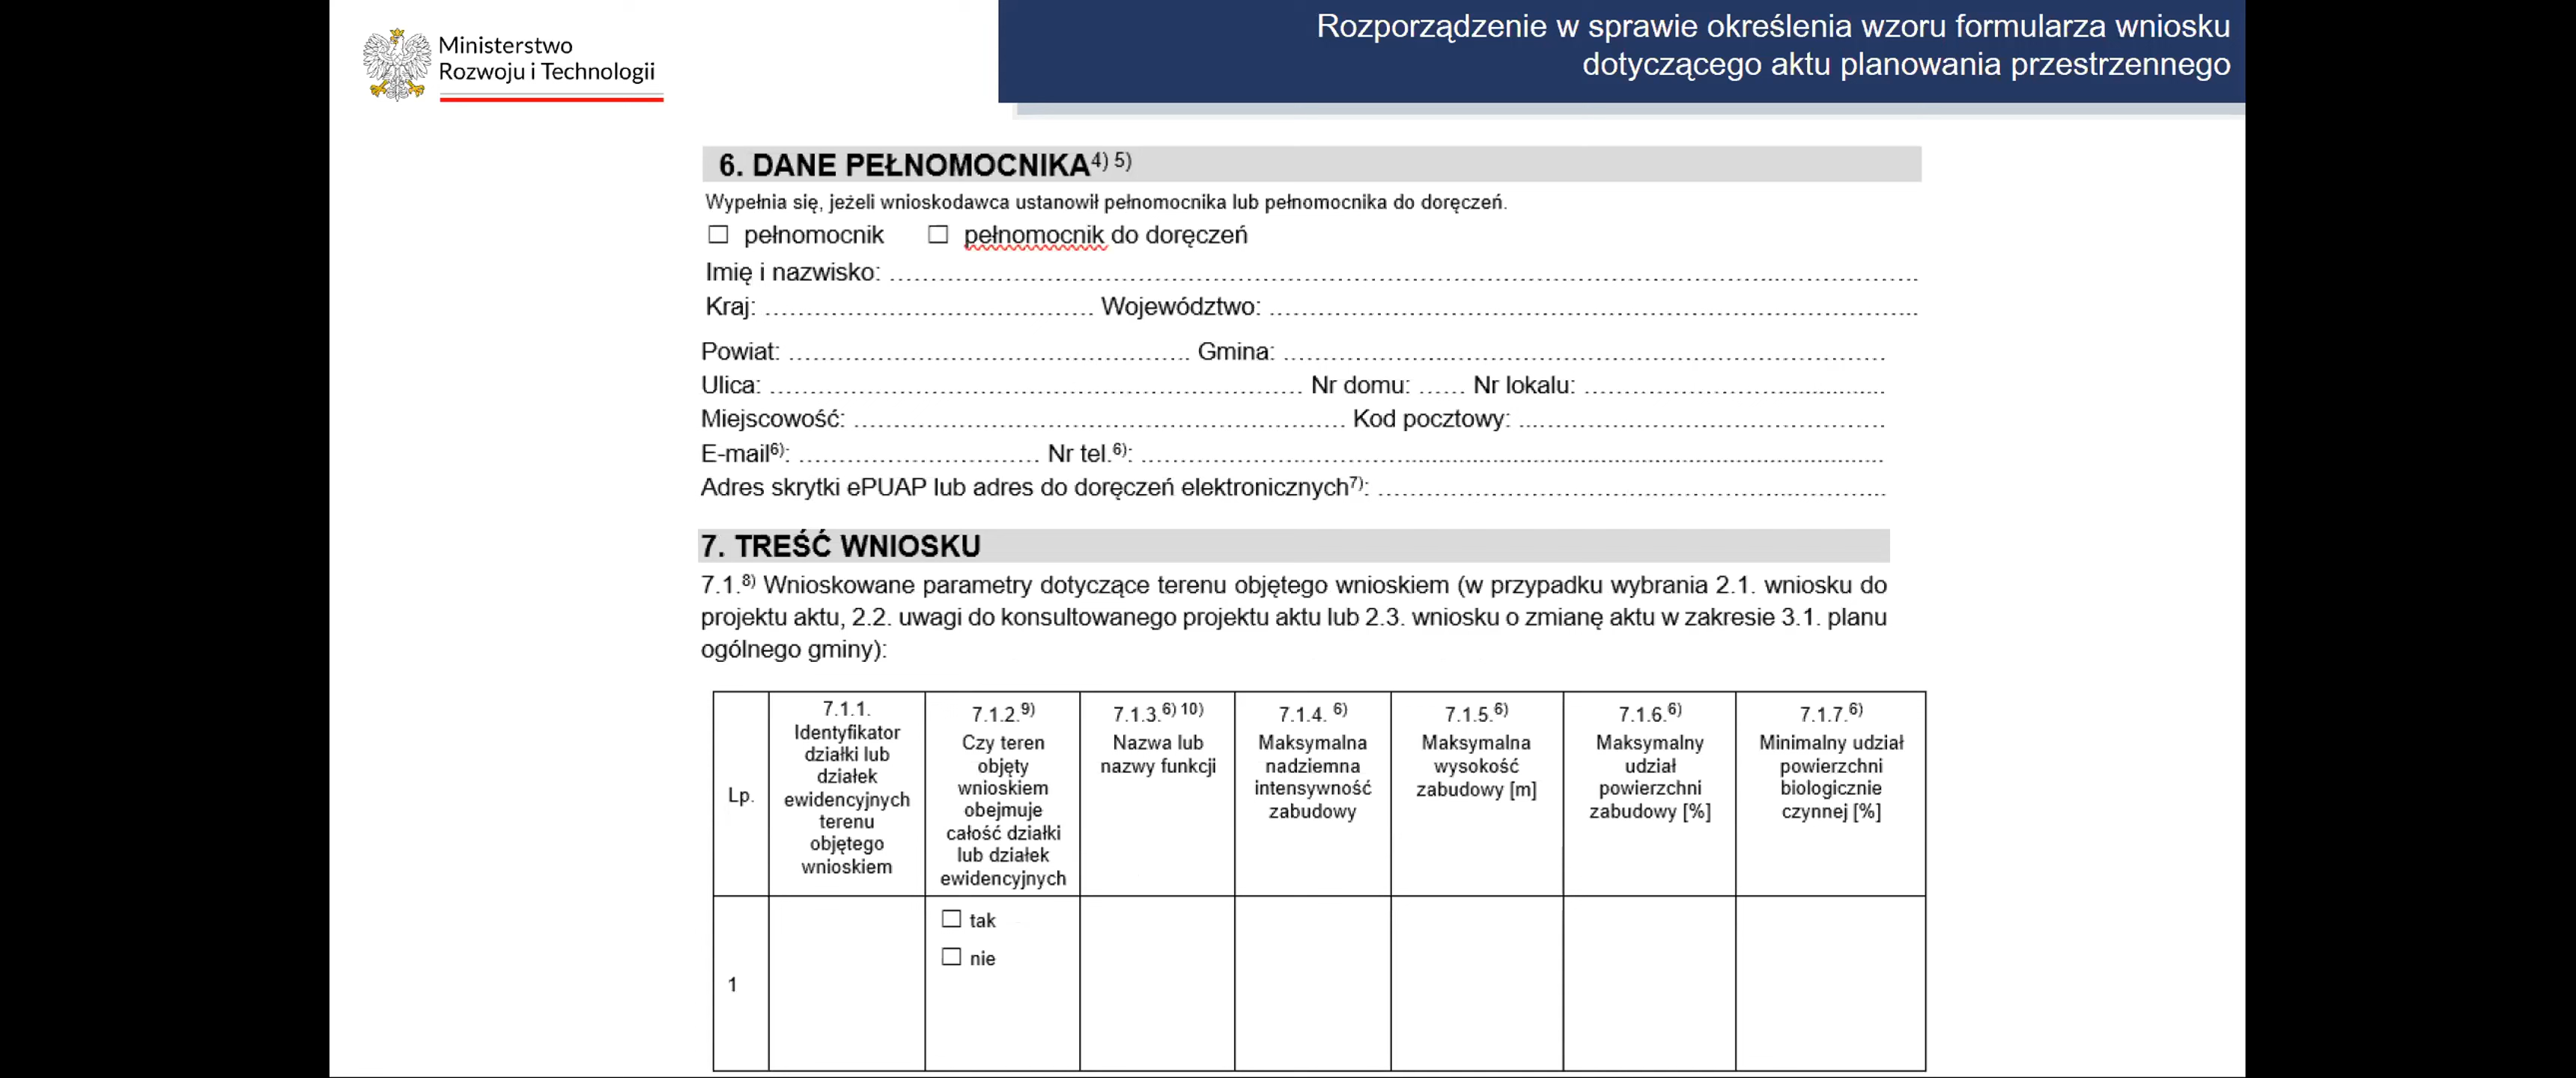 Ministerstwo
Rozwoju i Technologii
Rozporządzenie w sprawie określenia wzoru formularza wniosku
dotyczącego aktu planowania przestrzennego
6. DANE PEŁNOMOCNIKA4) 5)
Wypełnia się, jeżeli wnioskodawca ustanowił pełnomocnika lub pełnomocnika do doręczeń.
☐ pełnomocnik ☐ pełnomocnik do doręczeń
Imię i nazwisko: ........................................................
Kraj: .............................. Województwo: ........................................................
Powiat: .............................. Gmina: ........................................................
Ulica: .............................. Nr domu: ...... Nr lokalu: ..............................
Miejscowość: .............................. Kod pocztowy: ..............................
E-mail6): .............................. Nr tel.6): ........................................................
Adres skrytki ePUAP lub adres do doręczeń elektronicznych7): ..............................
7. TREŚĆ WNIOSKU
7.1.8) Wnioskowane parametry dotyczące terenu objętego wnioskiem (w przypadku wybrania 2.1. wniosku do
projektu aktu, 2.2. uwagi do konsultowanego projektu aktu lub 2.3. wniosku o zmianę aktu w zakresie 3.1. planu
ogólnego gminy):
Lp.
7.1.1.
Identyfikator
działki lub
działek
ewidencyjnych
terenu
objętego
wnioskiem
7.1.2.9)
Czy teren
objęty
wnioskiem
obejmuje
całość działki
lub działek
ewidencyjnych
7.1.3.6) 10)
Nazwa lub
nazwy funkcji
7.1.4. 6)
Maksymalna
nadziemna
intensywność
zabudowy
7.1.5.6)
Maksymalna
wysokość
zabudowy [m]
7.1.6.6)
Maksymalny
udział
powierzchni
zabudowy [%]
7.1.7.6)
Minimalny udział
powierzchni
biologicznie
czynnej [%]
1
☐ tak
☐ nie